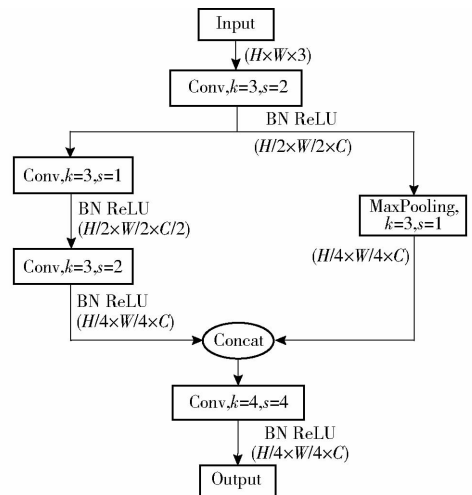 Input
(H×W×3)
Conv,k=3,s=2
BN ReLU
(H/2×W/2×C)
Conv,k=3,s=1
BN ReLU
(H/2×W/2×C/2)
Conv,k=3,s=2
BN ReLU
(H/4×W/4×C)
MaxPooling,
k=3,s=1
(H/4×W/4×C)
Concat
Conv,k=4,s=4
BN ReLU
(H/4×W/4×C)
Output